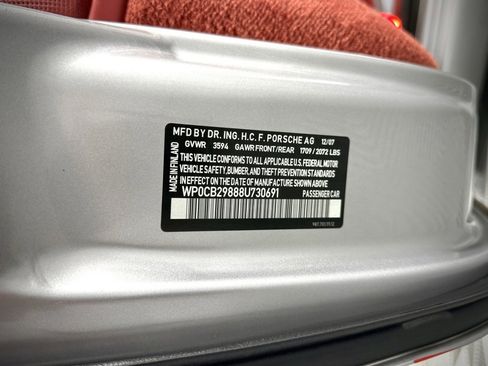 MFD BY DR. ING. H.C. F. PORSCHE AG 12/07
GVWR 3594 GAWR FRONT/REAR 1709 / 2072 LBS
MADE IN FINLAND
THIS VEHICLE CONFORMS TO ALL APPLICABLE U.S. FEDERAL MOTOR
VEHICLE SAFETY, BUMPER, AND THEFT PREVENTION STANDARDS
IN EFFECT ON THE DATE OF MANUFACTURE SHOWN ABOVE.
WP0CB29888U730691 PASSENGER CAR